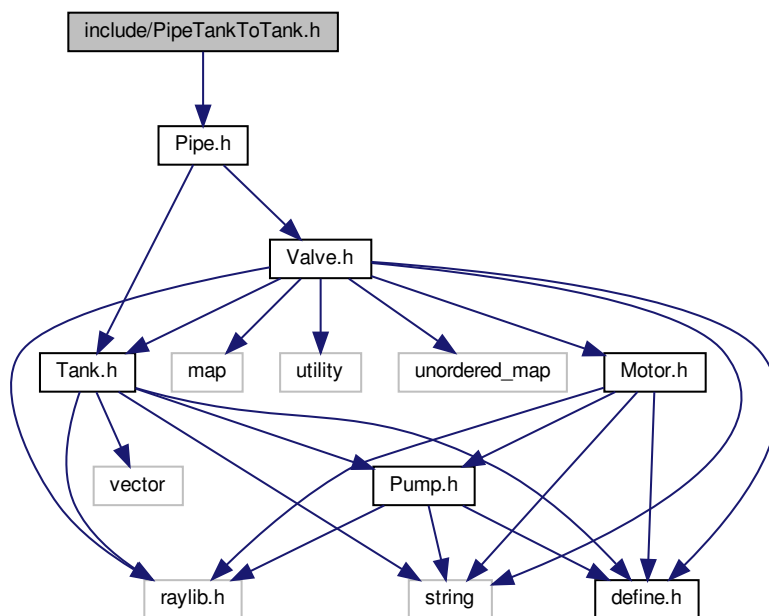 include/PipeTankToTank.h
Pipe.h
Valve.h
Tank.h
map
utility
unordered_map
Motor.h
vector
Pump.h
raylib.h
string
define.h